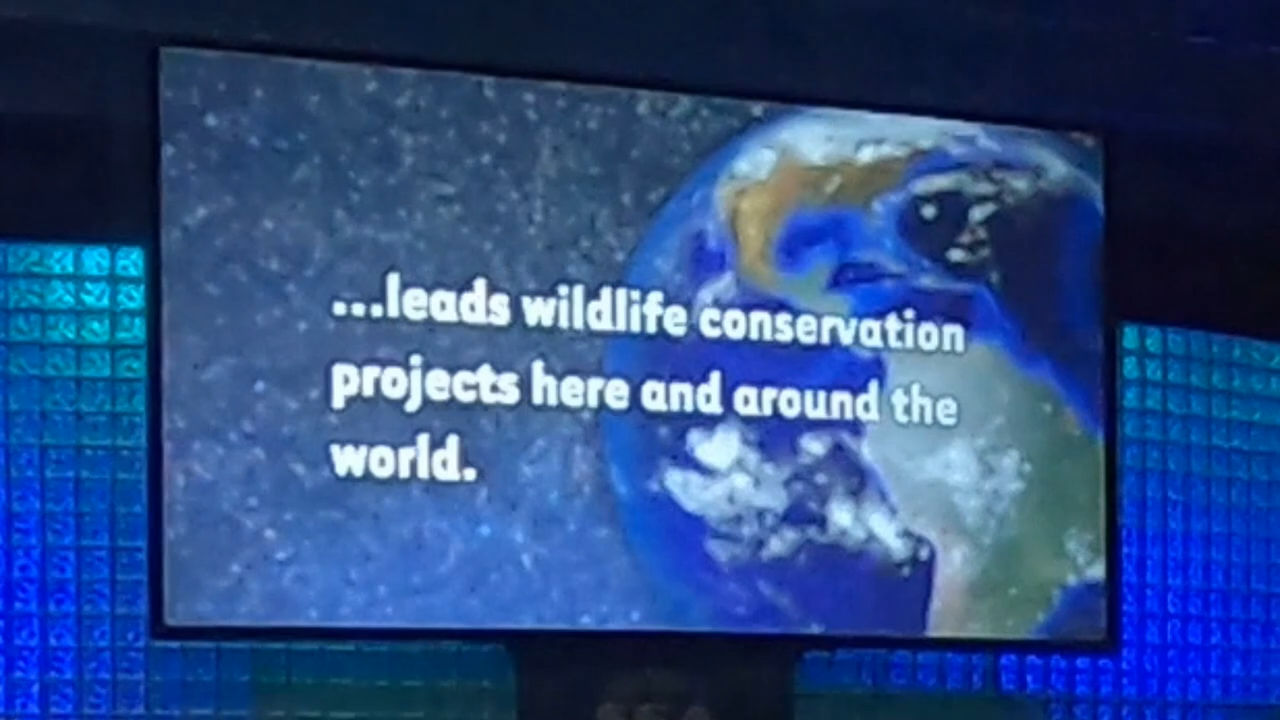 ...leads wildlife conservation
projects here and around the
world.